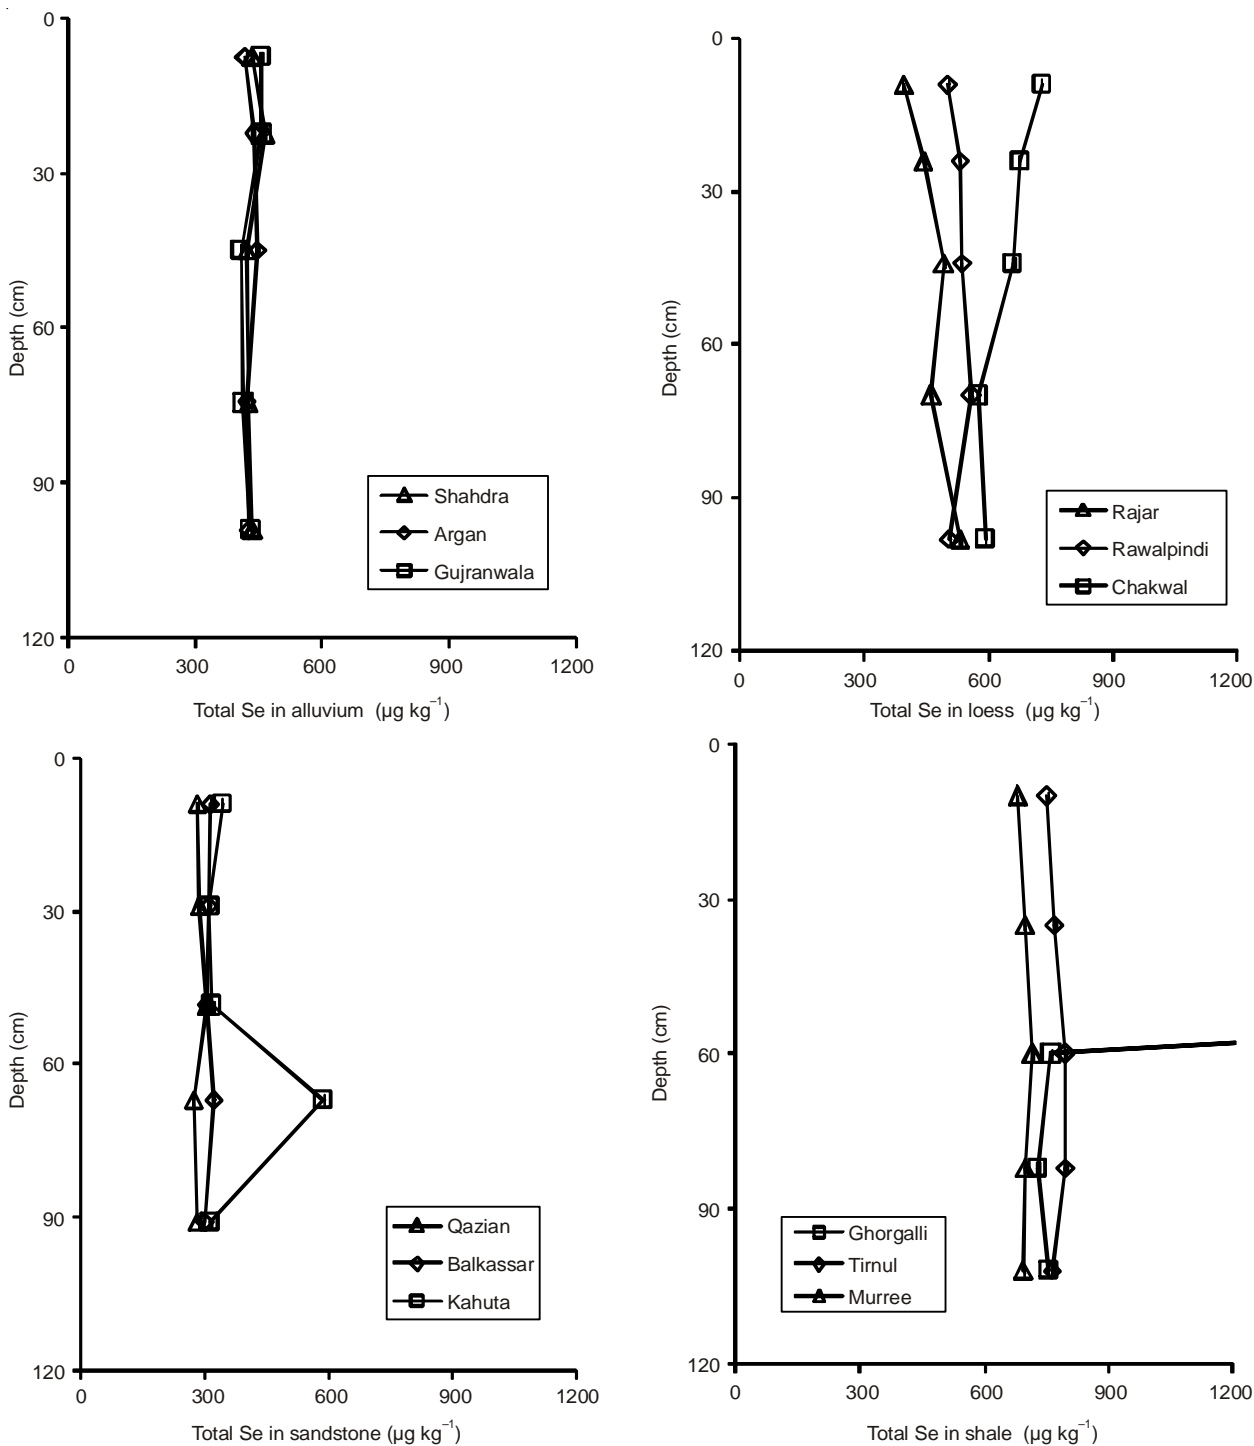 0
30
60
90
120
Depth (cm)
0 300 600 900 1200
Total Se in alluvium (µg kg⁻¹)
Shahdra
Argan
Gujranwala
0
30
60
90
120
Depth (cm)
0 300 600 900 1200
Total Se in loess (µg kg⁻¹)
Rajar
Rawalpindi
Chakwal
0
30
60
90
120
Depth (cm)
0 300 600 900 1200
Total Se in sandstone (µg kg⁻¹)
Qazian
Balkassar
Kahuta
0
30
60
90
120
Depth (cm)
0 300 600 900 1200
Total Se in shale (µg kg⁻¹)
Ghorgalli
Tirnul
Murree